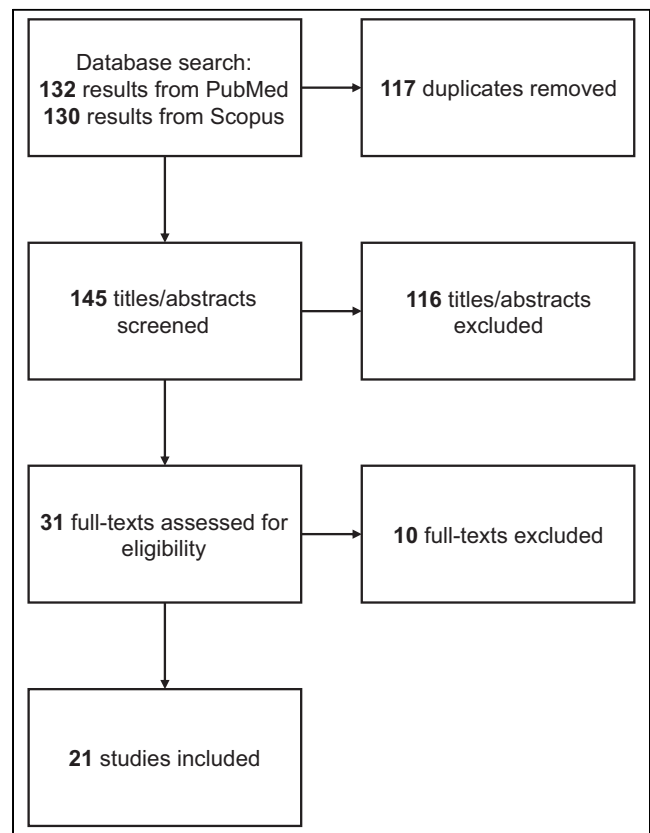 Database search:
132 results from PubMed
130 results from Scopus
117 duplicates removed
145 titles/abstracts
screened
116 titles/abstracts
excluded
31 full-texts assessed for
eligibility
10 full-texts excluded
21 studies included